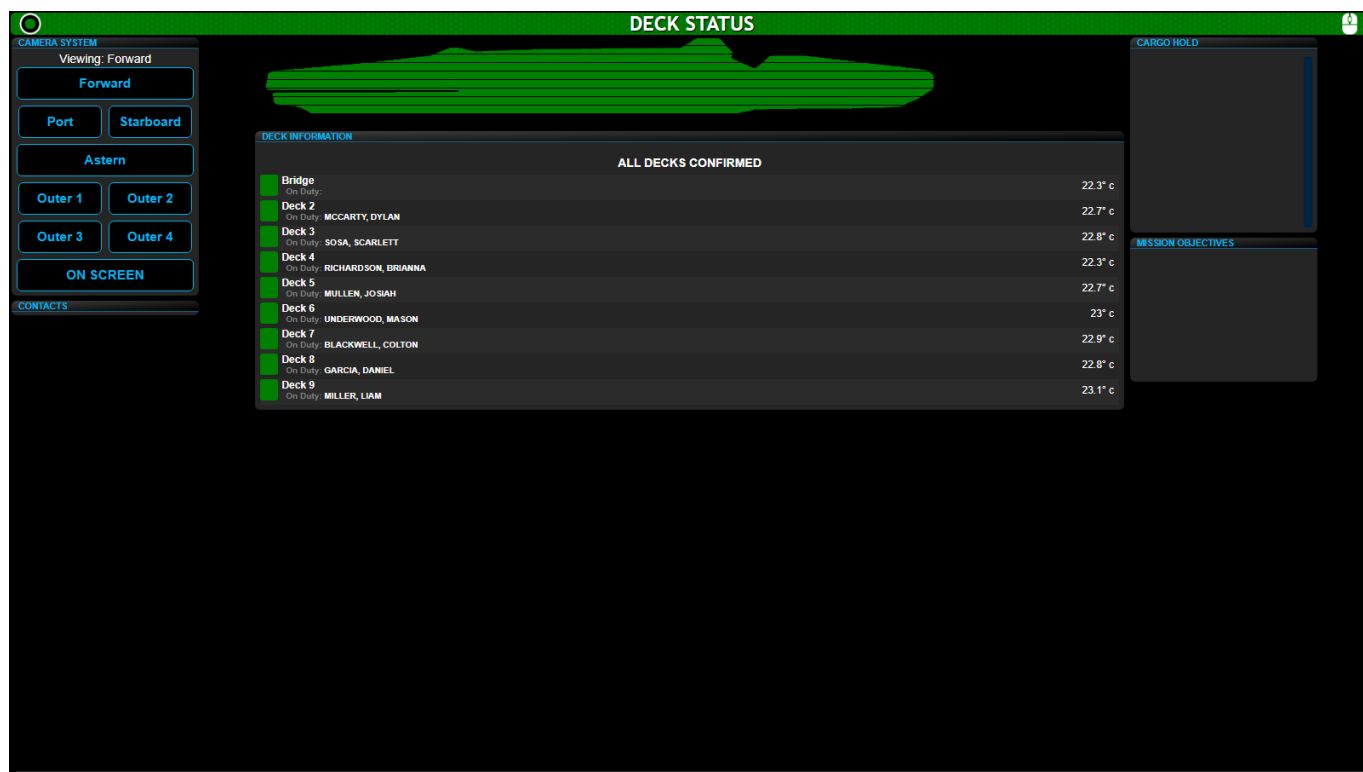 DECK STATUS
CAMERA SYSTEM
Viewing: Forward
Forward
Port
Starboard
Astern
Outer 1
Outer 2
Outer 3
Outer 4
ON SCREEN
CONTACTS
DECK INFORMATION
ALL DECKS CONFIRMED
Bridge
On Duty:
22.3° c
Deck 2
On Duty: MCCARTY, DYLAN
22.7° c
Deck 3
On Duty: SOSA, SCARLETT
22.8° c
Deck 4
On Duty: RICHARDSON, BRIANNA
22.3° c
Deck 5
On Duty: MULLEN, JOSIAH
22.7° c
Deck 6
On Duty: UNDERWOOD, MASON
23° c
Deck 7
On Duty: BLACKWELL, COLTON
22.9° c
Deck 8
On Duty: GARCIA, DANIEL
22.8° c
Deck 9
On Duty: MILLER, LIAM
23.1° c
CARGO HOLD
MISSION OBJECTIVES